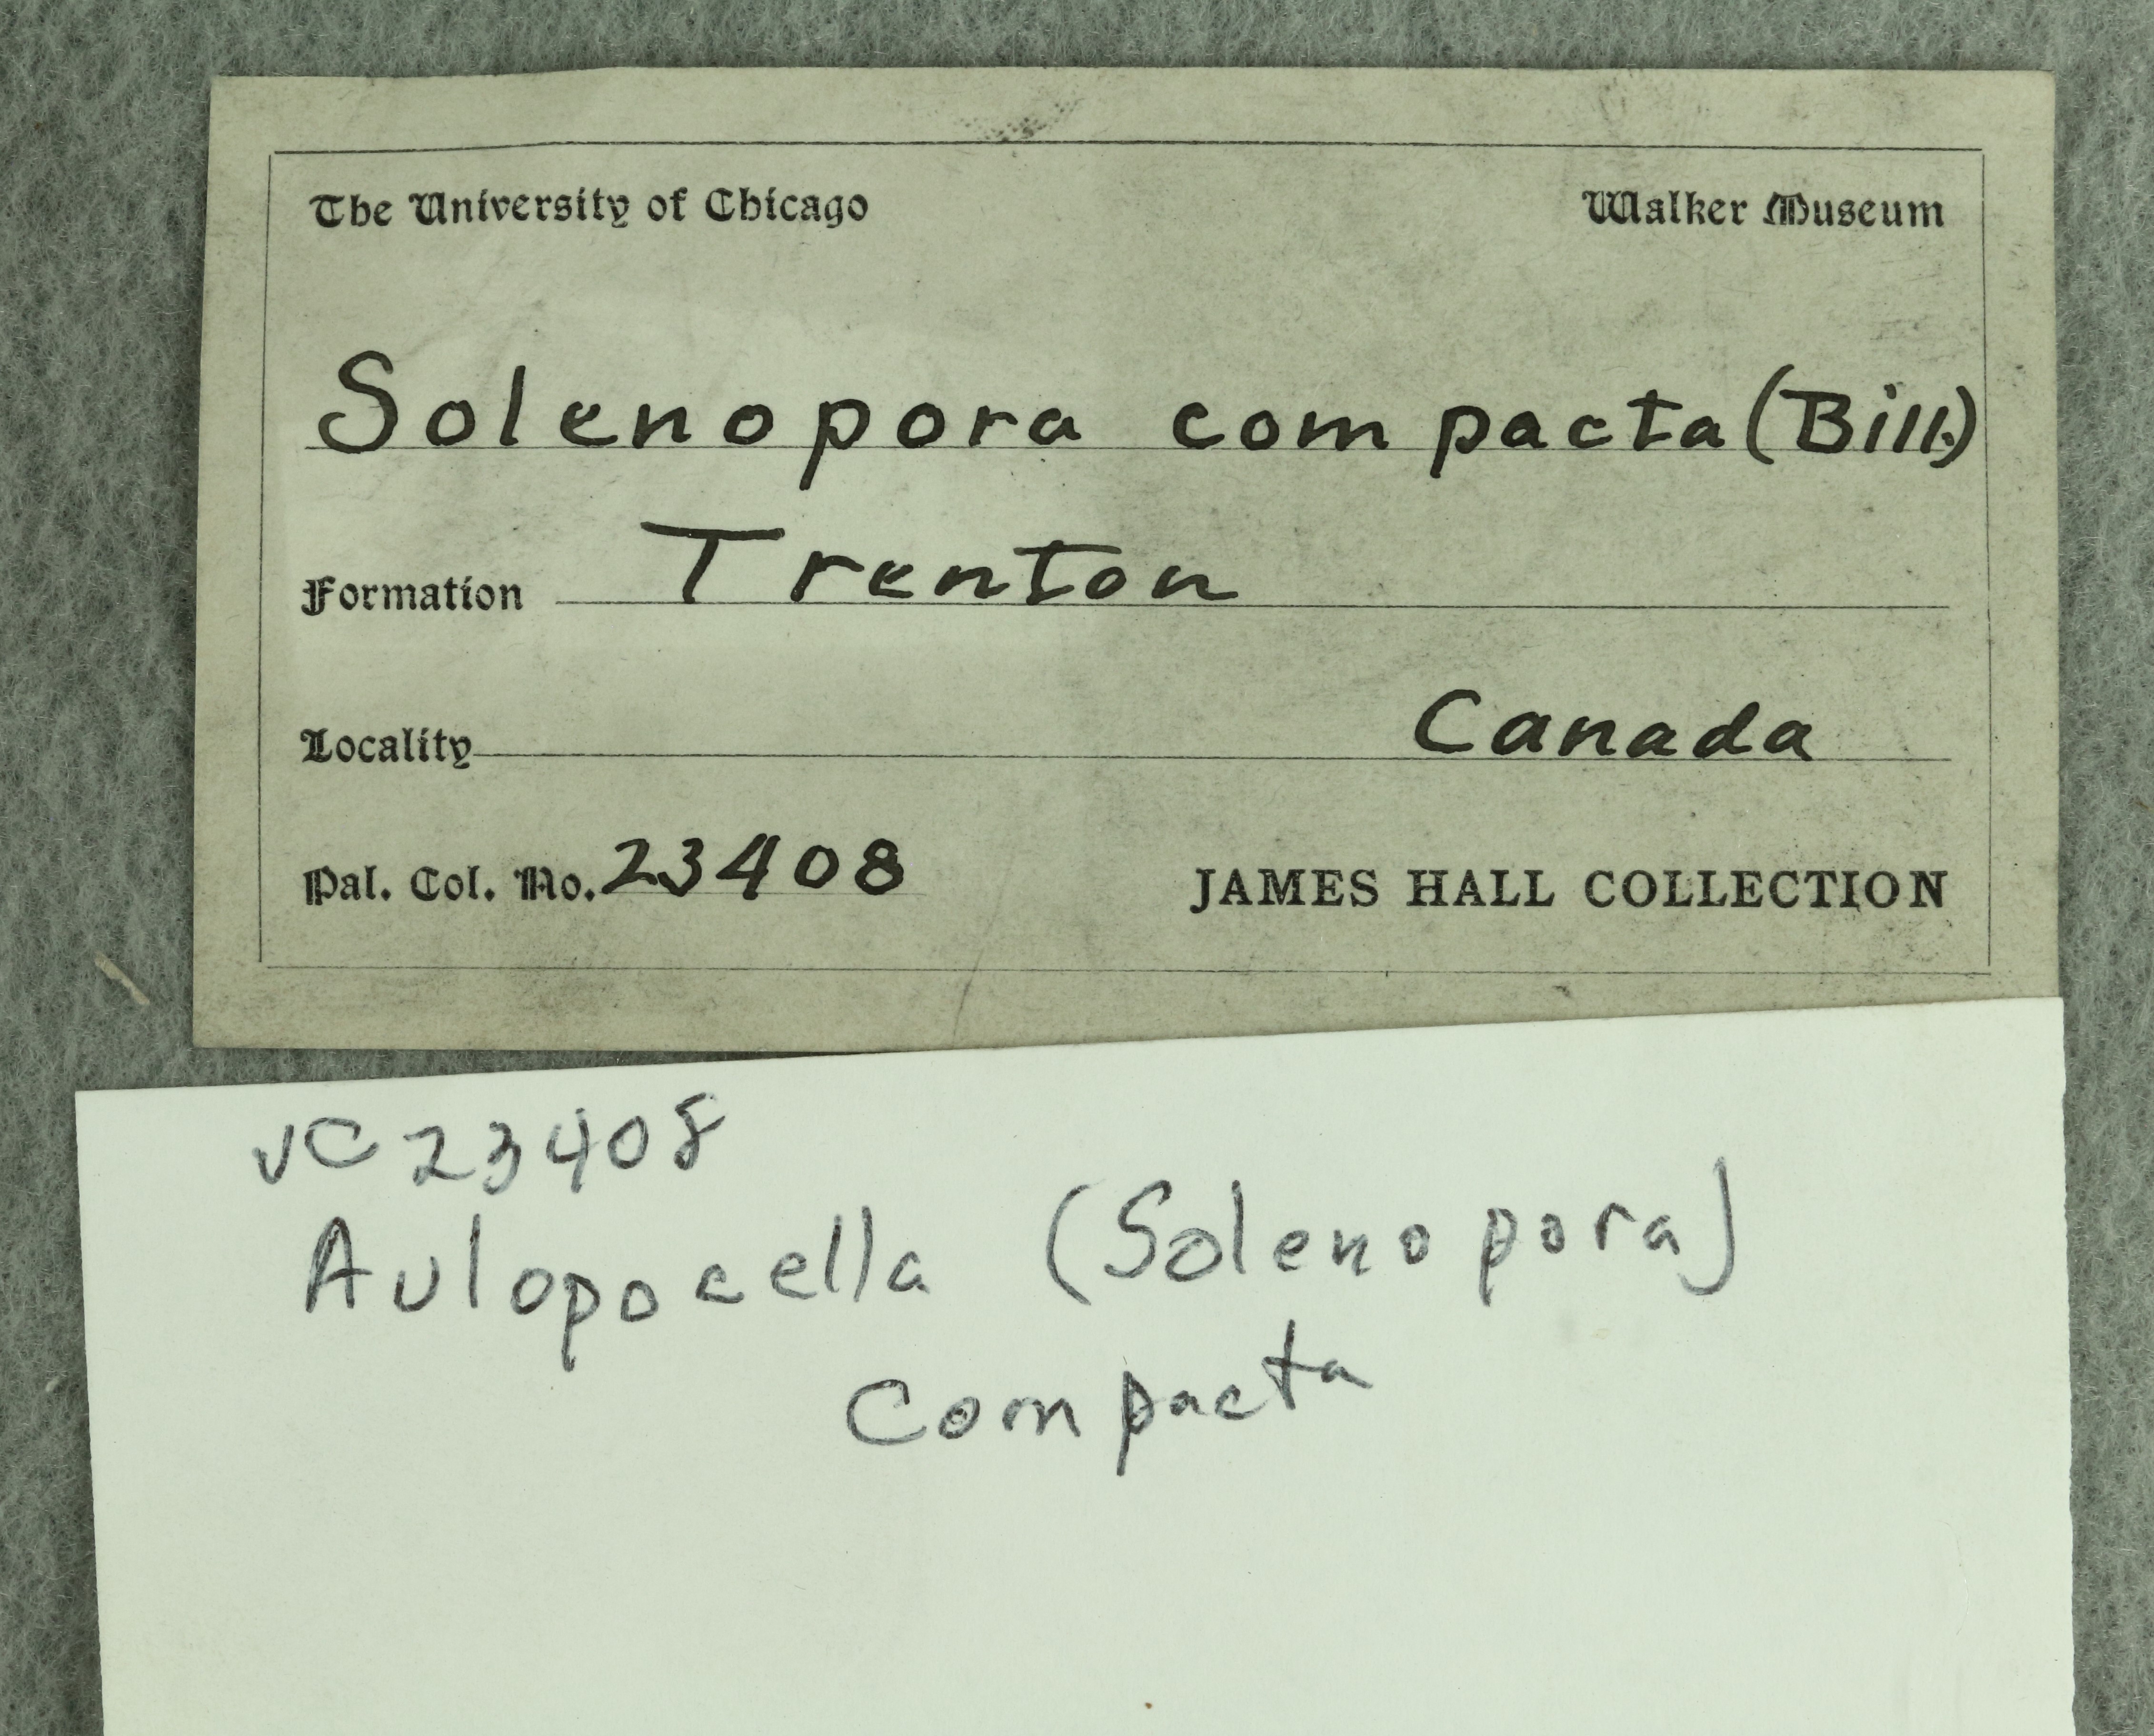 The University of Chicago Walker Museum
Solenopora compacta (Bill.)
Formation Trenton
Locality Canada
Pal. Col. No. 23408 JAMES HALL COLLECTION
UC 23408
Aulopocella (Solenopora)
Compacta